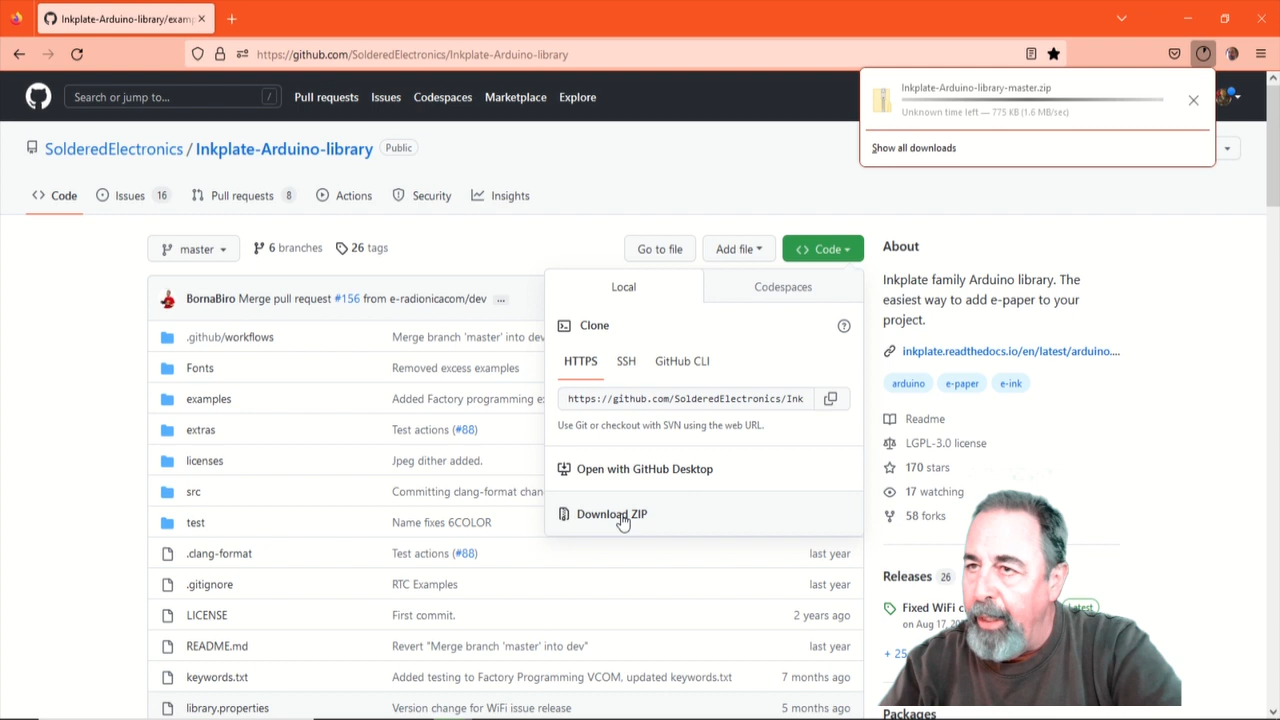 Inkplate-Arduino-library/examp
https://github.com/SolderedElectronics/Inkplate-Arduino-library
Inkplate-Arduino-library-master.zip
Unknown time left — 775 KB (1.6 MB/sec)
Show all downloads
Search or jump to...
/
Pull requests
Issues
Codespaces
Marketplace
Explore
SolderedElectronics / Inkplate-Arduino-library
Public
Code
Issues 16
Pull requests 8
Actions
Security
Insights
master
6 branches
26 tags
Go to file
Add file
Code
BornaBiro Merge pull request #156 from e-radionicacom/dev ...
.github/workflows Merge branch 'master' into dev
Fonts Removed excess examples
examples Added Factory programming e
extras Test actions (#88)
licenses Jpeg dither added.
src Committing clang-format chan
test Name fixes 6COLOR
.clang-format Test actions (#88) last year
.gitignore RTC Examples last year
LICENSE First commit. 2 years ago
README.md Revert "Merge branch 'master' into dev" last year
keywords.txt Added testing to Factory Programming VCOM, updated keywords.txt 7 months ago
library.properties Version change for WiFi issue release 5 months ago
Local
Codespaces
Clone
HTTPS
SSH
GitHub CLI
https://github.com/SolderedElectronics/Ink
Use Git or checkout with SVN using the web URL.
Open with GitHub Desktop
Download ZIP
About
Inkplate family Arduino library. The
easiest way to add e-paper to your
project.
inkplate.readthedocs.io/en/latest/arduino....
arduino
e-paper
e-ink
Readme
LGPL-3.0 license
170 stars
17 watching
58 forks
Releases 26
Fixed WiFi
on Aug 17,
+ 25
Packages